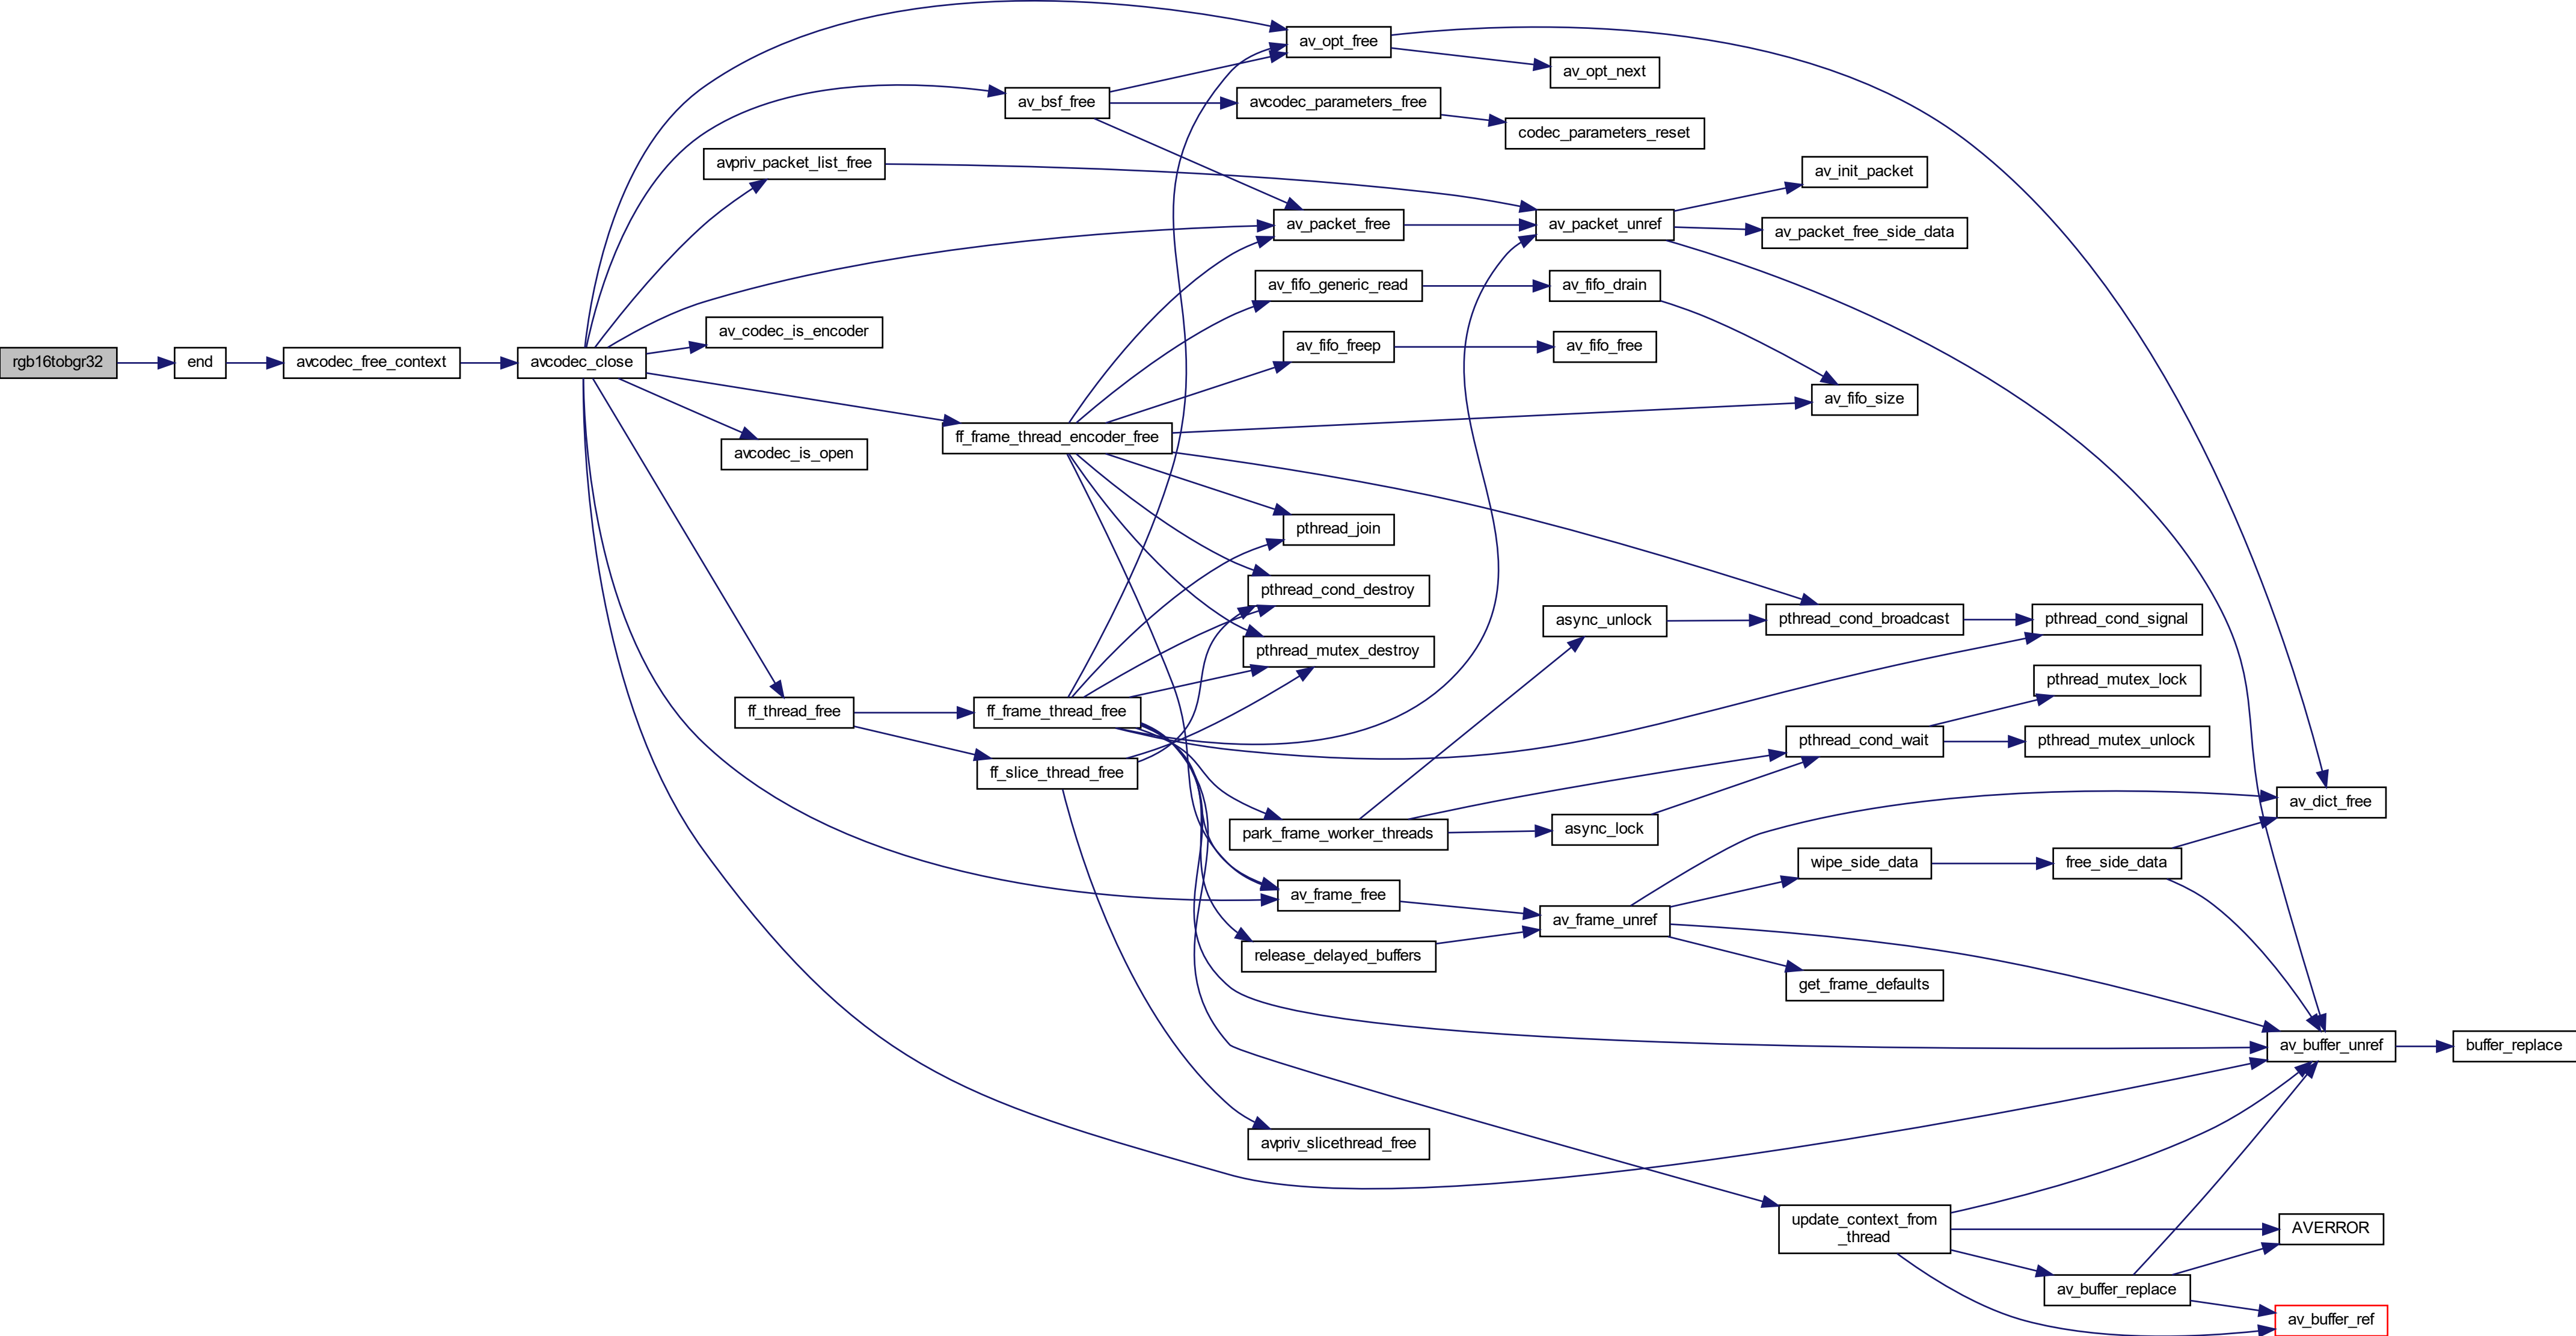 av_opt_free
av_opt_next
av_bsf_free
avcodec_parameters_free
codec_parameters_reset
avpriv_packet_list_free
av_init_packet
av_packet_free
av_packet_unref
av_packet_free_side_data
av_fifo_generic_read
av_fifo_drain
av_codec_is_encoder
rgb16tobgr32
end
avcodec_free_context
avcodec_close
av_fifo_freep
av_fifo_free
av_fifo_size
ff_frame_thread_encoder_free
avcodec_is_open
pthread_join
pthread_cond_destroy
async_unlock
pthread_cond_broadcast
pthread_cond_signal
pthread_mutex_destroy
pthread_mutex_lock
ff_thread_free
ff_frame_thread_free
pthread_cond_wait
pthread_mutex_unlock
ff_slice_thread_free
av_dict_free
park_frame_worker_threads
async_lock
wipe_side_data
free_side_data
av_frame_free
av_frame_unref
release_delayed_buffers
get_frame_defaults
av_buffer_unref
buffer_replace
avpriv_slicethread_free
update_context_from
_thread
AVERROR
av_buffer_replace
av_buffer_ref